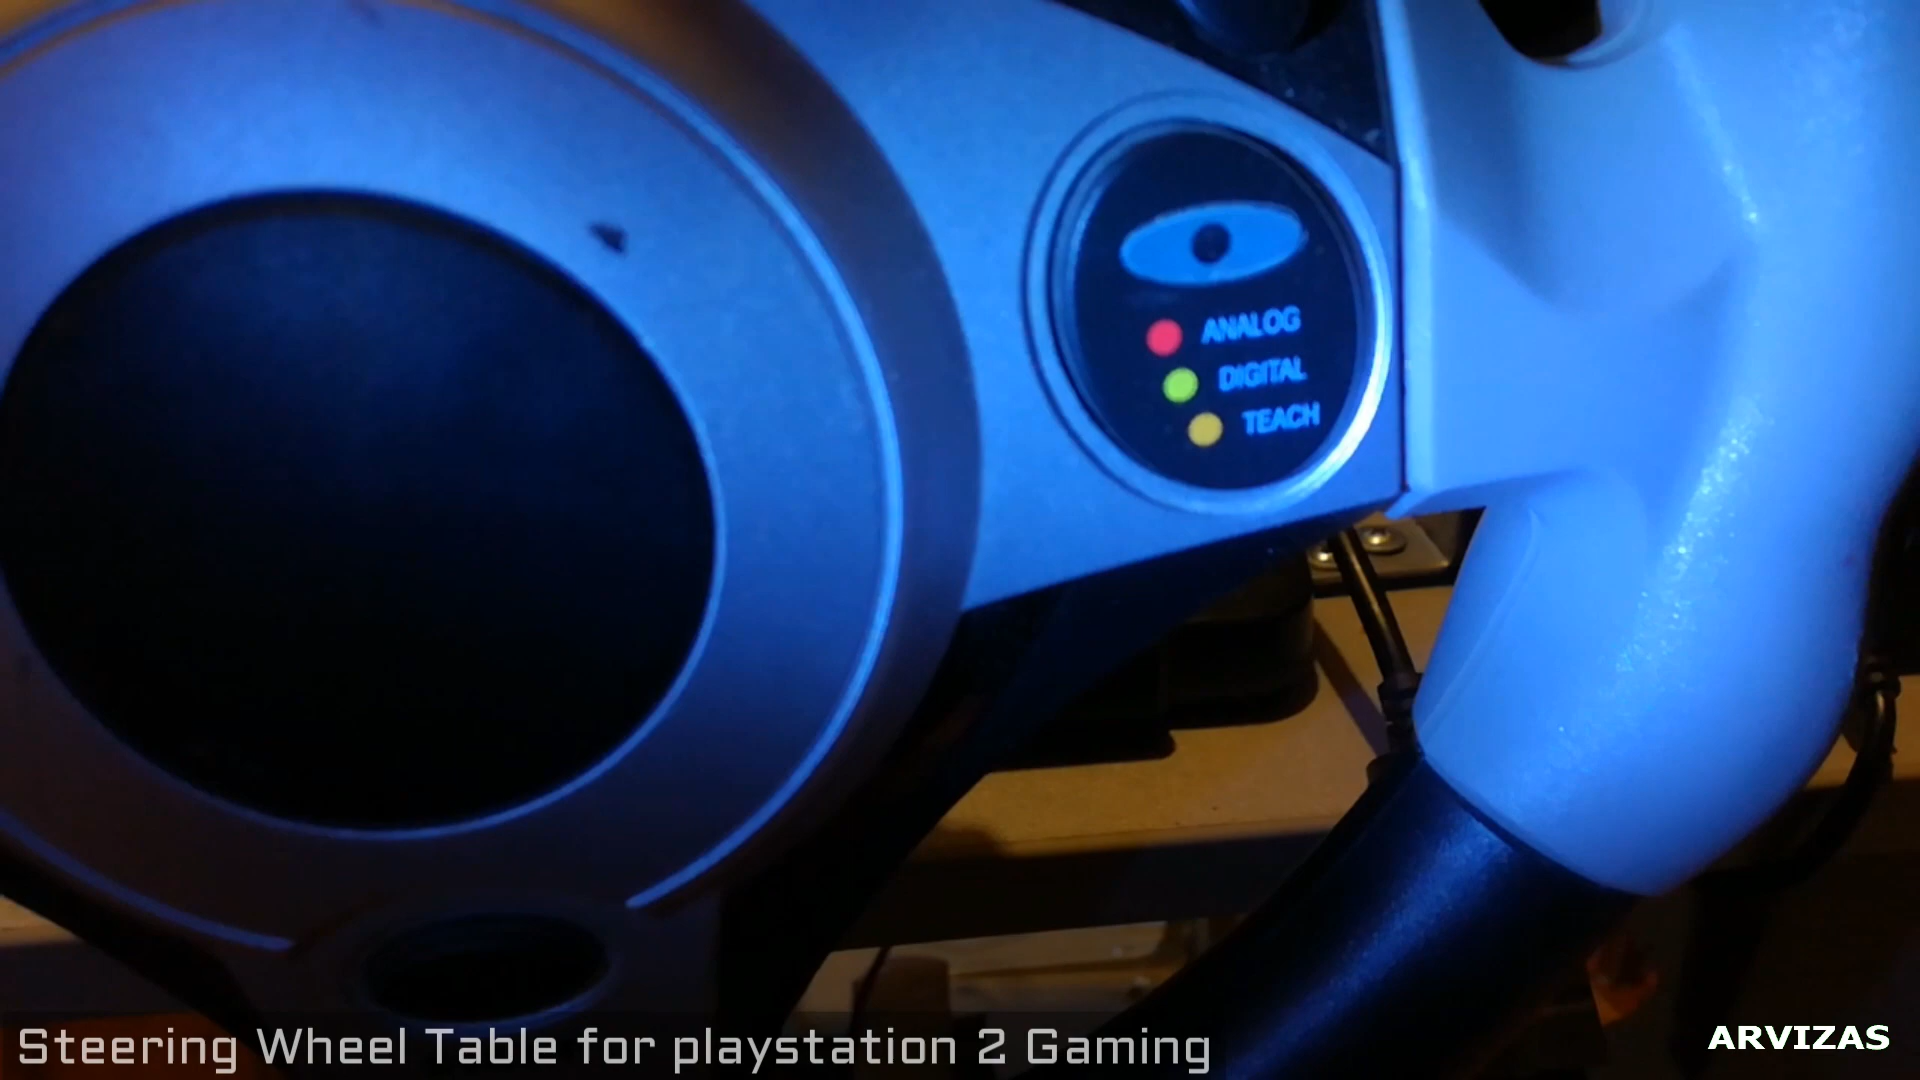 ANALOG
DIGITAL
TEACH
Steering Wheel Table for playstation 2 Gaming
ARVIZAS